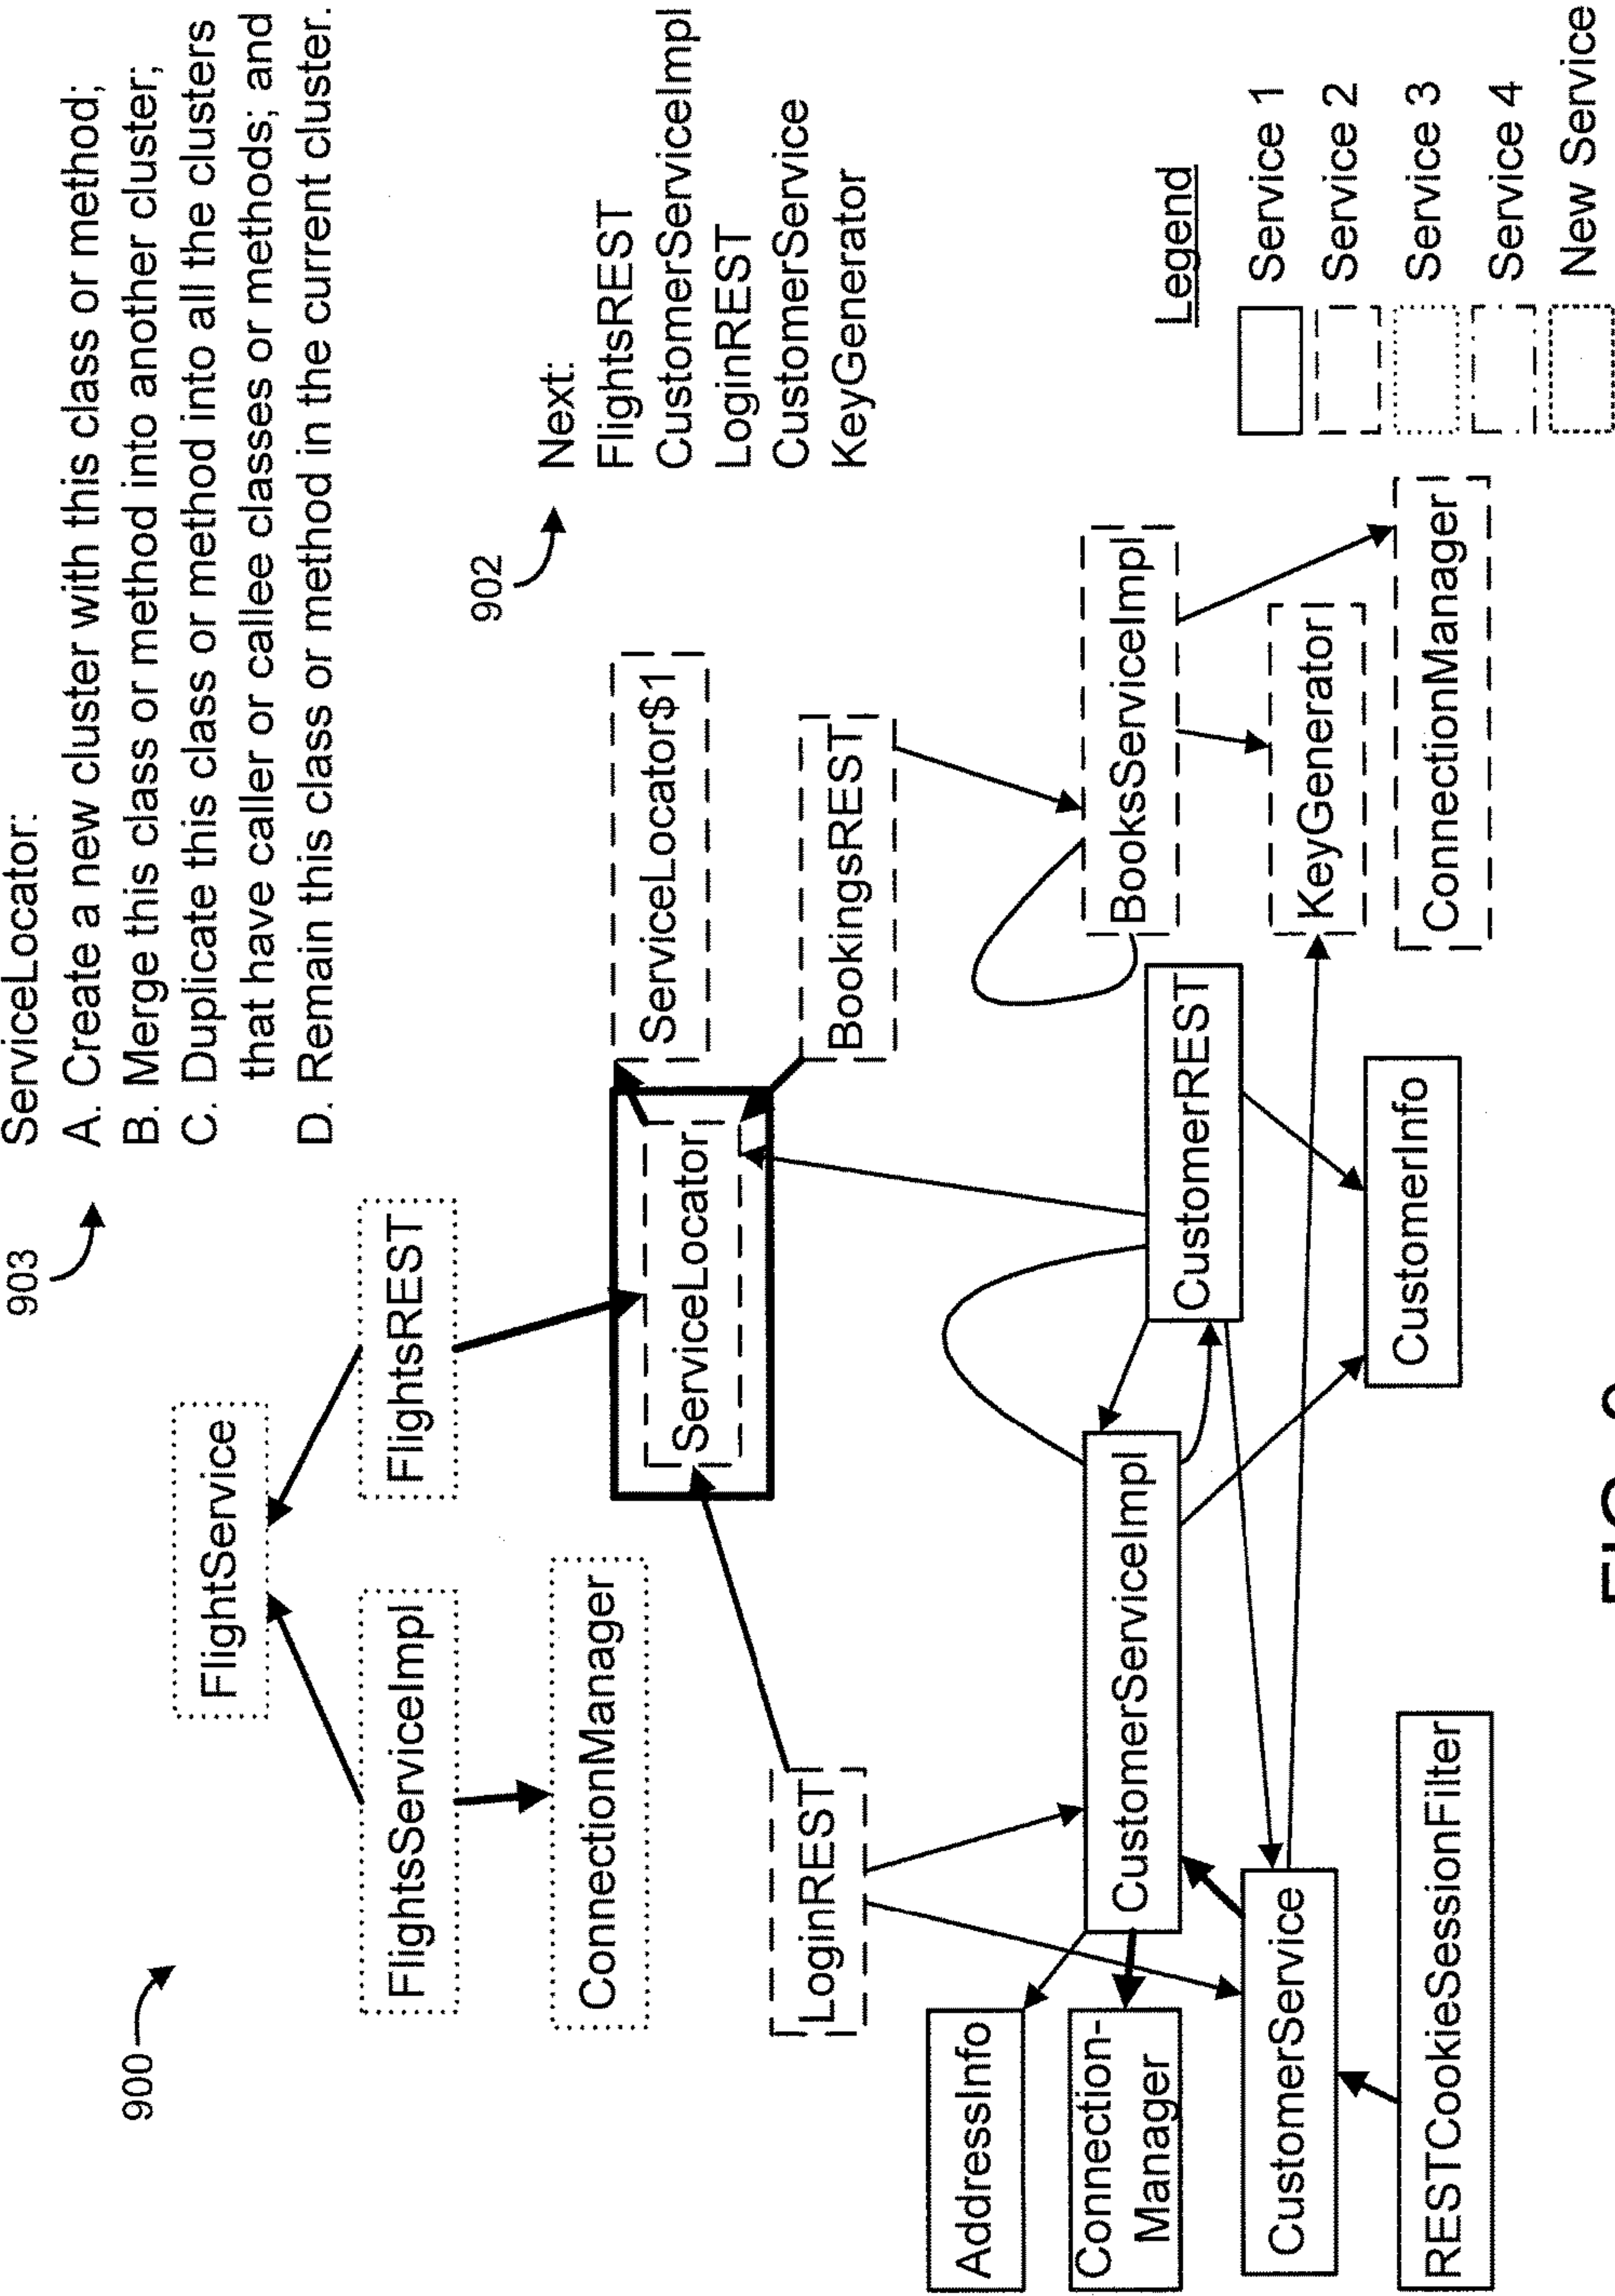 900
903
ServiceLocator:
A. Create a new cluster with this class or method;
B. Merge this class or method into another cluster;
C. Duplicate this class or method into all the clusters
that have caller or callee classes or methods; and
D. Remain this class or method in the current cluster.
FlightService
FlightsServiceImpl
FlightsREST
ConnectionManager
902
Next:
FlightsREST
CustomerServiceImpl
LoginREST
CustomerService
KeyGenerator
ServiceLocator
ServiceLocator$1
LoginREST
BookingsREST
AddressInfo
Connection-
Manager
CustomerServiceImpl
CustomerREST
BooksServiceImpl
CustomerService
KeyGenerator
RESTCookieSessionFilter
CustomerInfo
ConnectionManager
Legend
Service 1
Service 2
Service 3
Service 4
New Service